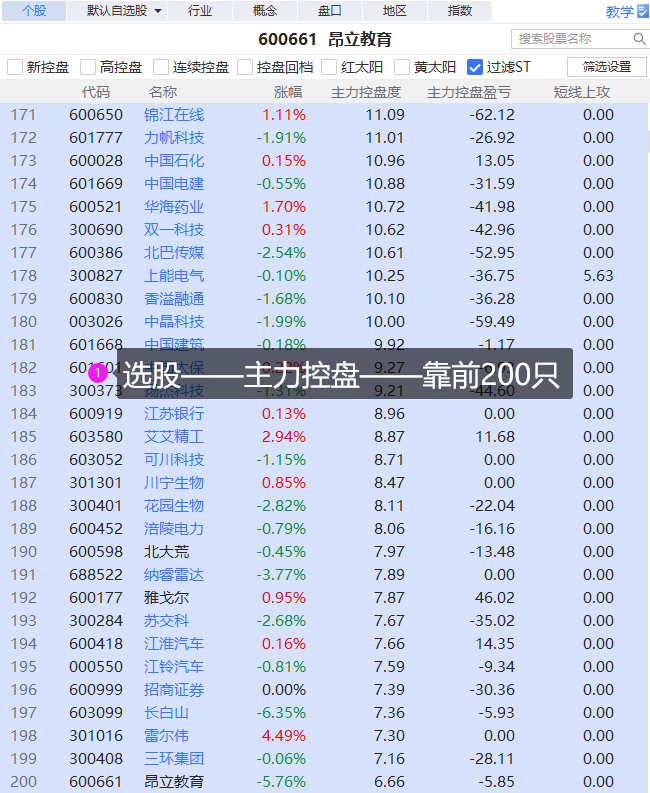 个股 默认自选股 行业 概念 盘口 地区 指数 教学
600661 昂立教育 搜索股票名称
新控盘 高控盘 连续控盘 控盘回档 红太阳 黄太阳 过滤ST 筛选设置
代码 名称 涨幅 主力控盘度 主力控盘盈亏 短线上攻
171 600650 锦江在线 1.11% 11.09 -62.12 0.00
172 601777 力帆科技 -1.91% 11.01 -26.92 0.00
173 600028 中国石化 0.15% 10.96 13.05 0.00
174 601669 中国电建 -0.55% 10.88 -31.59 0.00
175 600521 华海药业 1.70% 10.72 -41.98 0.00
176 300690 双一科技 0.31% 10.62 -42.96 0.00
177 600386 北巴传媒 -2.54% 10.61 -52.95 0.00
178 300827 上能电气 -0.10% 10.25 -36.75 5.63
179 600830 香溢融通 -1.68% 10.10 -36.28 0.00
180 003026 中晶科技 -1.99% 10.00 -59.49 0.00
181 601668 中国建筑 -0.18% 9.92 -1.17 0.00
182 9.27 0.00
1 选股——主力控盘——靠前200只
183 300373 扬杰科技 -1.31% 9.21 -44.60 0.00
184 600919 江苏银行 0.13% 8.96 0.00 0.00
185 603580 艾艾精工 2.94% 8.87 11.68 0.00
186 603052 可川科技 -1.15% 8.71 0.00 0.00
187 301301 川宁生物 0.85% 8.47 0.00 0.00
188 300401 花园生物 -2.82% 8.11 -22.04 0.00
189 600452 涪陵电力 -0.79% 8.06 -16.16 0.00
190 600598 北大荒 -0.45% 7.97 -13.48 0.00
191 688522 纳睿雷达 -3.77% 7.89 0.00 0.00
192 600177 雅戈尔 0.95% 7.87 46.02 0.00
193 300284 苏交科 -2.68% 7.67 -35.02 0.00
194 600418 江淮汽车 0.16% 7.66 14.35 0.00
195 000550 江铃汽车 -0.81% 7.59 -9.34 0.00
196 600999 招商证券 0.00% 7.39 -30.36 0.00
197 603099 长白山 -6.35% 7.36 -5.93 0.00
198 301016 雷尔伟 4.49% 7.30 0.00 0.00
199 300408 三环集团 -0.06% 7.16 -28.11 0.00
200 600661 昂立教育 -5.76% 6.66 -5.85 0.00